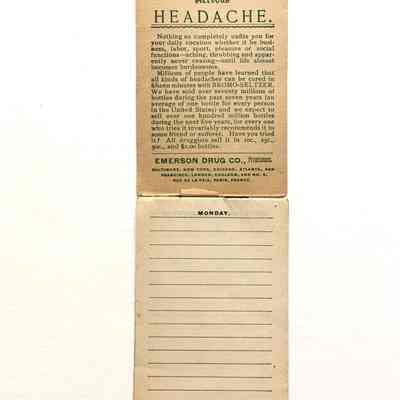 Nervous
HEADACHE.
Nothing so completely unfits you for
your daily vocation whether it be busi-
ness, labor, sport, pleasure or social
functions—aching, throbbing and appar-
ently never ceasing—until life almost
becomes burdensome.
Millions of people have learned that
all kinds of headaches can be cured in
fifteen minutes with BROMO-SELTZER.
We have sold over seventy millions of
bottles during the past seven years (an
average of one bottle for every person
in the United States) and we expect to
sell over one hundred million bottles
during the next five years, for every one
who tries it invariably recommends it to
some friend or sufferer. Have you tried
it? All druggists sell it in 10c., 25c.,
50c., and $1.00 bottles.
EMERSON DRUG CO.,
BALTIMORE, NEW YORK, CHICAGO, ATLANTA, SAN
FRANCISCO, LONDON, ENGLAND, AND NO. 5,
RUE DE LA PAIX, PARIS, FRANCE.
MONDAY.